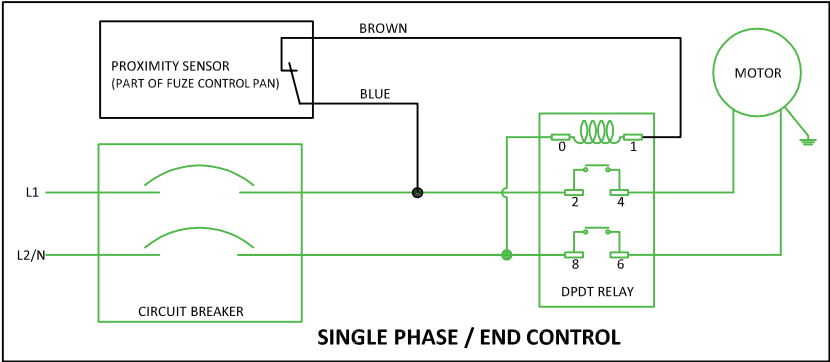 BROWN
PROXIMITY SENSOR
(PART OF FUZE CONTROL PAN)
MOTOR
BLUE
0 1
L1
2 4
L2/N
8 6
DPDT RELAY
CIRCUIT BREAKER
SINGLE PHASE / END CONTROL